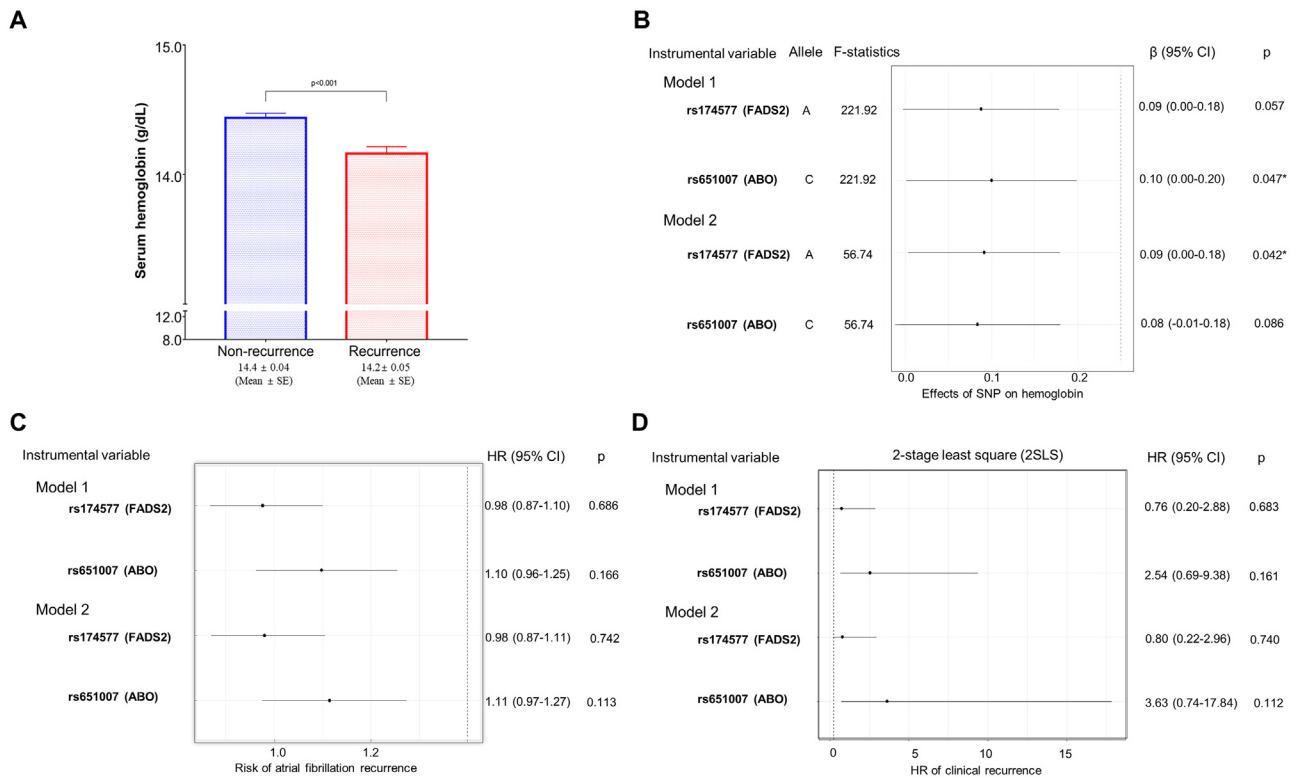 A
15.0
p<0.001
14.0
Serum hemoglobin (g/dL)
12.0
8.0
Non-recurrence
Recurrence
14.4 ± 0.04
14.2± 0.05
(Mean ± SE)
(Mean ± SE)
B
Instrumental variable Allele F-statistics β (95% CI) p
Model 1
rs174577 (FADS2) A 221.92 0.09 (0.00-0.18) 0.057
rs651007 (ABO) C 221.92 0.10 (0.00-0.20) 0.047*
Model 2
rs174577 (FADS2) A 56.74 0.09 (0.00-0.18) 0.042*
rs651007 (ABO) C 56.74 0.08 (-0.01-0.18) 0.086
0.0 0.1 0.2
Effects of SNP on hemoglobin
C
Instrumental variable HR (95% CI) p
Model 1
rs174577 (FADS2) 0.98 (0.87-1.10) 0.686
rs651007 (ABO) 1.10 (0.96-1.25) 0.166
Model 2
rs174577 (FADS2) 0.98 (0.87-1.11) 0.742
rs651007 (ABO) 1.11 (0.97-1.27) 0.113
1.0 1.2
Risk of atrial fibrillation recurrence
D
Instrumental variable 2-stage least square (2SLS) HR (95% CI) p
Model 1
rs174577 (FADS2) 0.76 (0.20-2.88) 0.683
rs651007 (ABO) 2.54 (0.69-9.38) 0.161
Model 2
rs174577 (FADS2) 0.80 (0.22-2.96) 0.740
rs651007 (ABO) 3.63 (0.74-17.84) 0.112
0 5 10 15
HR of clinical recurrence